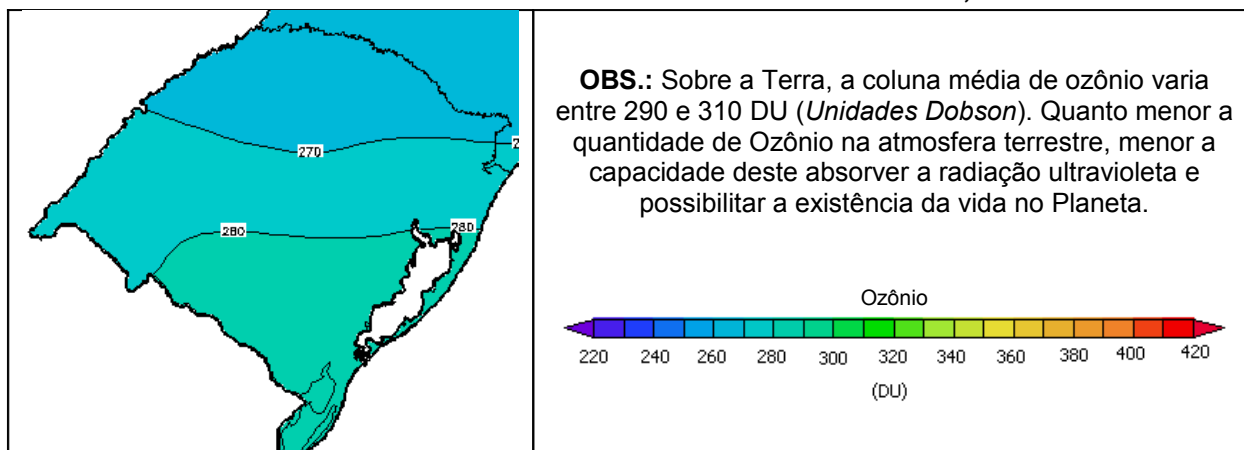 270
2
280
280
OBS.: Sobre a Terra, a coluna média de ozônio varia
entre 290 e 310 DU (Unidades Dobson). Quanto menor a
quantidade de Ozônio na atmosfera terrestre, menor a
capacidade deste absorver a radiação ultravioleta e
possibilitar a existência da vida no Planeta.
Ozônio
220 240 260 280 300 320 340 360 380 400 420
(DU)